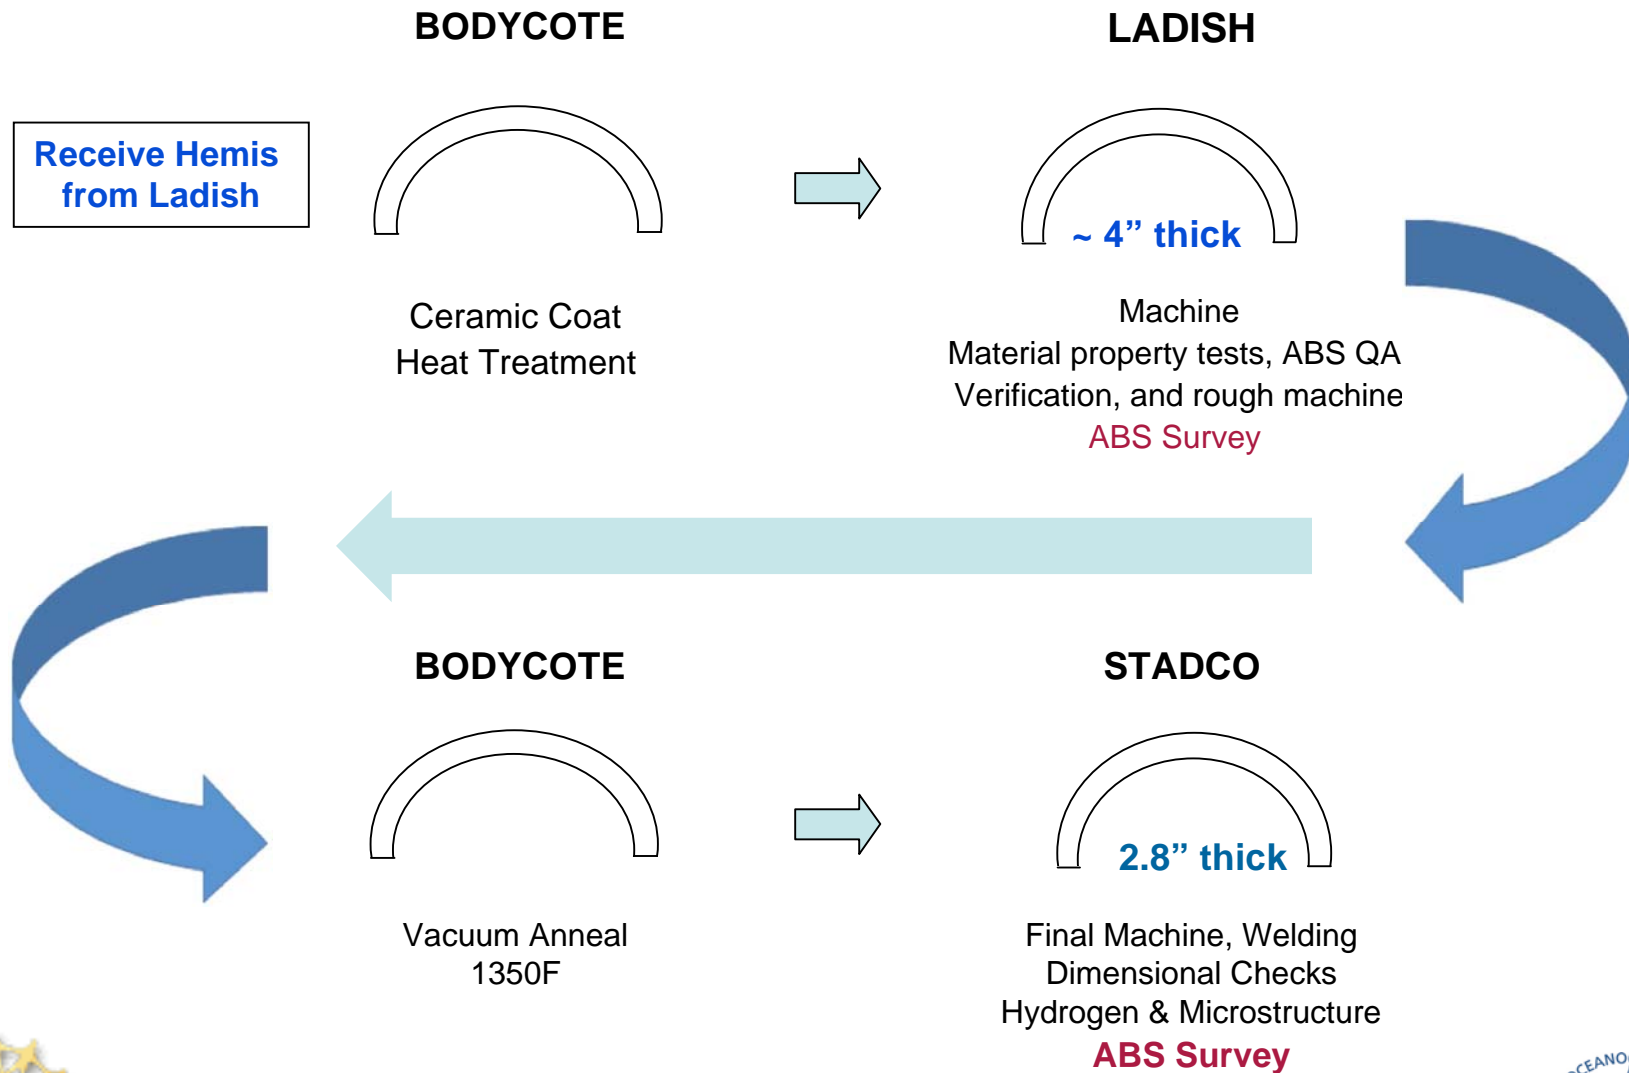 BODYCOTE
LADISH
Receive Hemis
from Ladish
~ 4” thick
Ceramic Coat
Heat Treatment
Machine
Material property tests, ABS QA
Verification, and rough machine
ABS Survey
BODYCOTE
STADCO
2.8” thick
Vacuum Anneal
1350F
Final Machine, Welding
Dimensional Checks
Hydrogen & Microstructure
ABS Survey